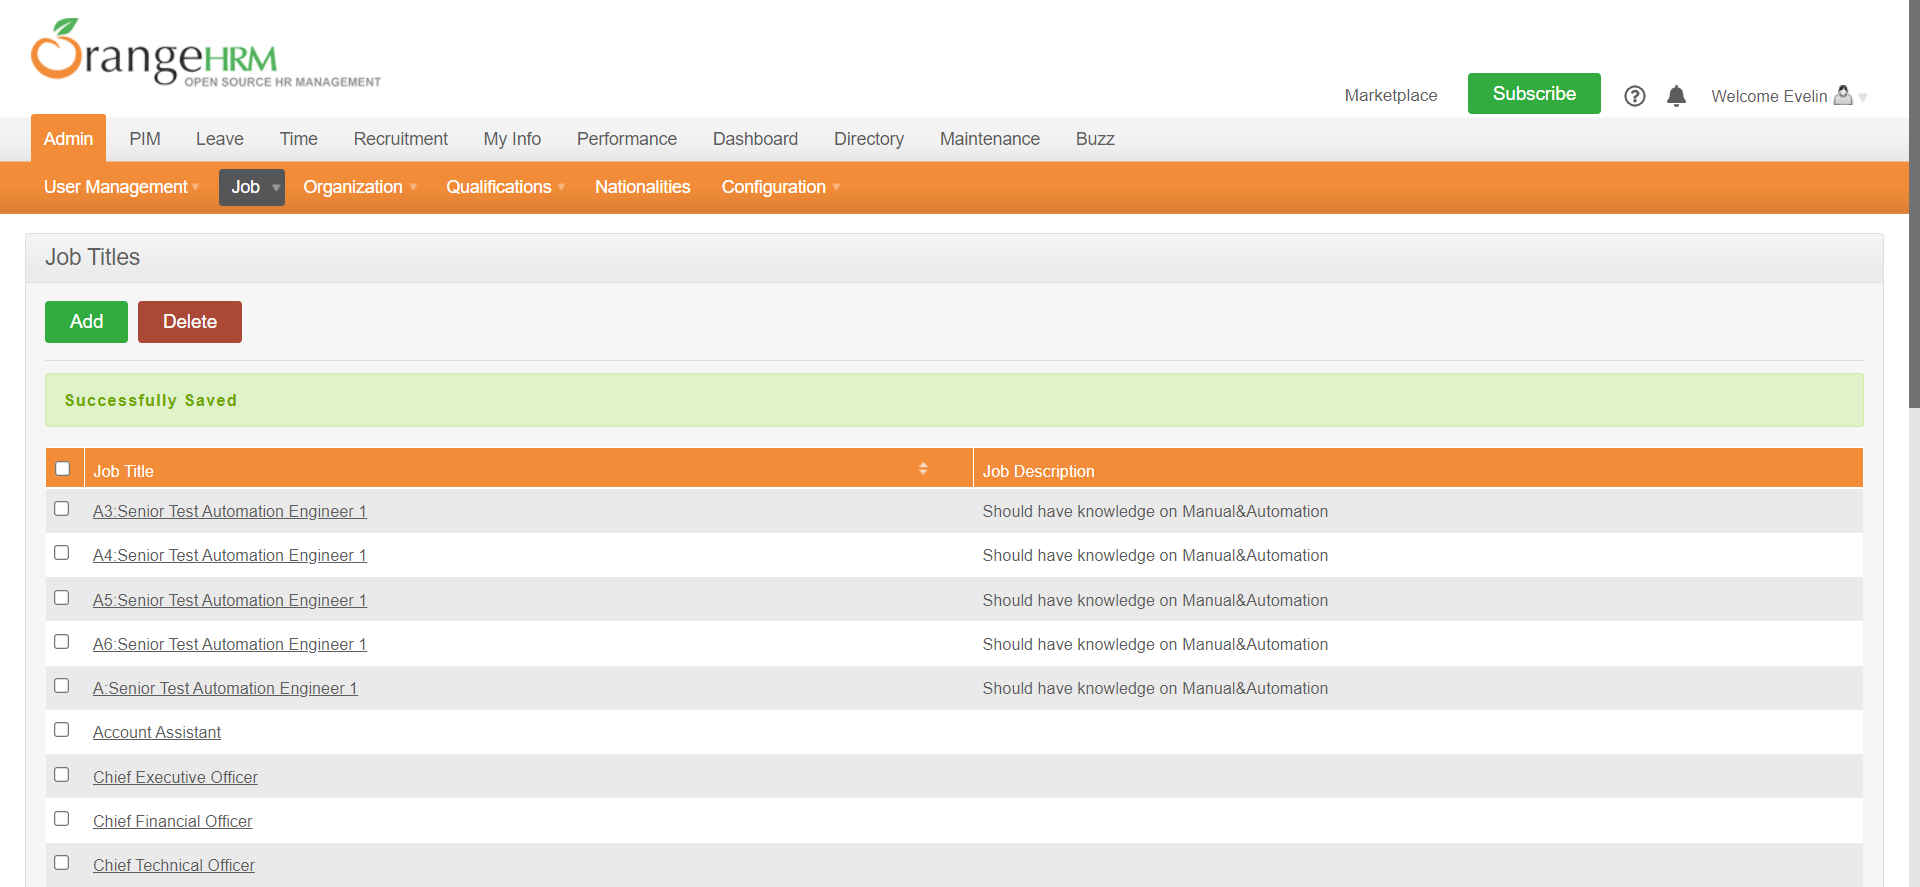 OrangeHRM
OPEN SOURCE HR MANAGEMENT
Marketplace
Subscribe
Welcome Evelin
Admin PIM Leave Time Recruitment My Info Performance Dashboard Directory Maintenance Buzz
User Management Job Organization Qualifications Nationalities Configuration
Job Titles
Add Delete
Successfully Saved
Job Title Job Description
A3:Senior Test Automation Engineer 1 Should have knowledge on Manual&Automation
A4:Senior Test Automation Engineer 1 Should have knowledge on Manual&Automation
A5:Senior Test Automation Engineer 1 Should have knowledge on Manual&Automation
A6:Senior Test Automation Engineer 1 Should have knowledge on Manual&Automation
A:Senior Test Automation Engineer 1 Should have knowledge on Manual&Automation
Account Assistant
Chief Executive Officer
Chief Financial Officer
Chief Technical Officer